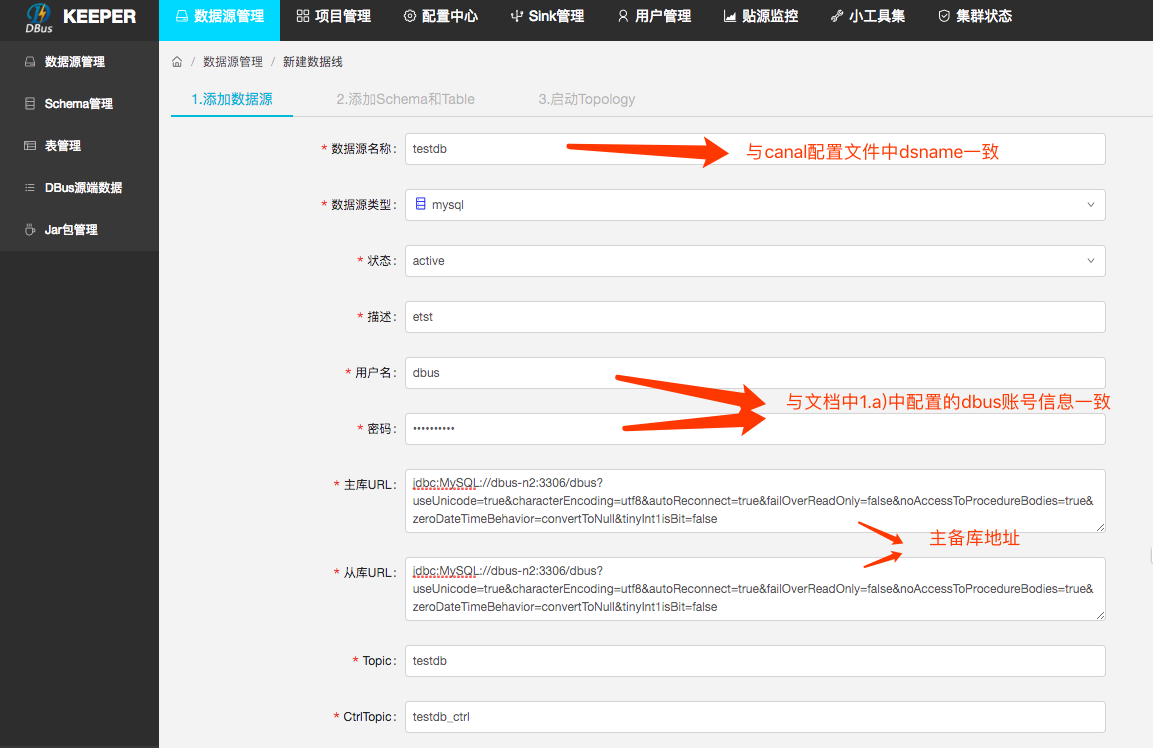 DBus KEEPER
数据源管理 项目管理 配置中心 Sink管理 用户管理 贴源监控 小工具集 集群状态
数据源管理
Schema管理
表管理
DBus源端数据
Jar包管理
/ 数据源管理 / 新建数据线
1.添加数据源 2.添加Schema和Table 3.启动Topology
* 数据源名称: testdb
与canal配置文件中dsname一致
* 数据源类型: mysql
* 状态: active
* 描述: etst
* 用户名: dbus
与文档中1.a)中配置的dbus账号信息一致
* 密码: ••••••••••
* 主库URL: jdbc:MySQL://dbus-n2:3306/dbus?
useUnicode=true&characterEncoding=utf8&autoReconnect=true&failOverReadOnly=false&noAccessToProcedureBodies=true&
zeroDateTimeBehavior=convertToNull&tinyInt1isBit=false
主备库地址
* 从库URL: jdbc:MySQL://dbus-n2:3306/dbus?
useUnicode=true&characterEncoding=utf8&autoReconnect=true&failOverReadOnly=false&noAccessToProcedureBodies=true&
zeroDateTimeBehavior=convertToNull&tinyInt1isBit=false
* Topic: testdb
* CtrlTopic: testdb_ctrl